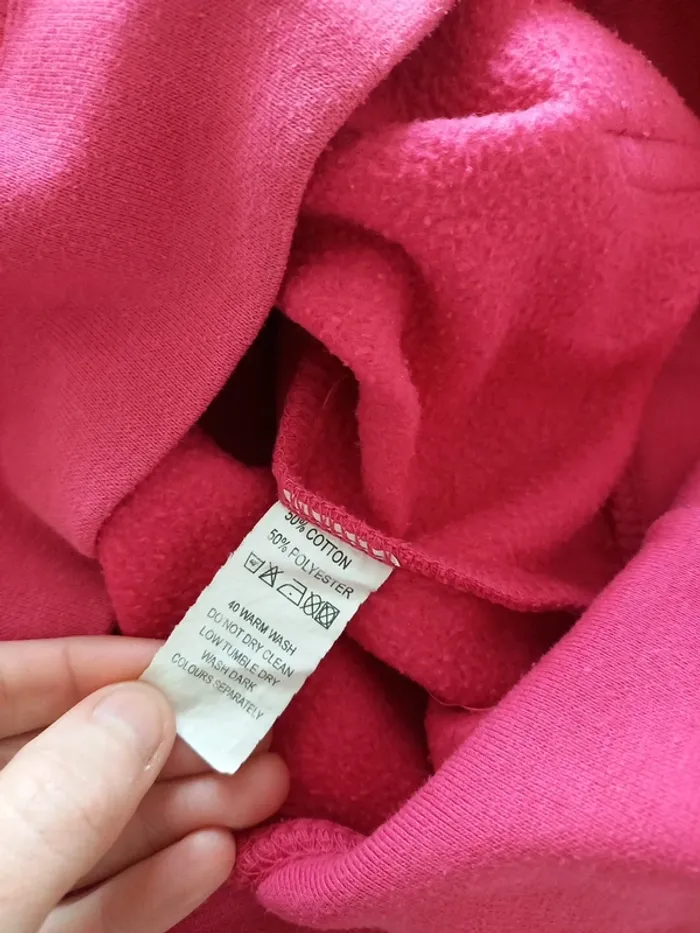 50% COTTON
50% POLYESTER
40 WARM WASH
DO NOT DRY CLEAN
LOW TUMBLE DRY
WASH DARK
COLOURS SEPARATELY